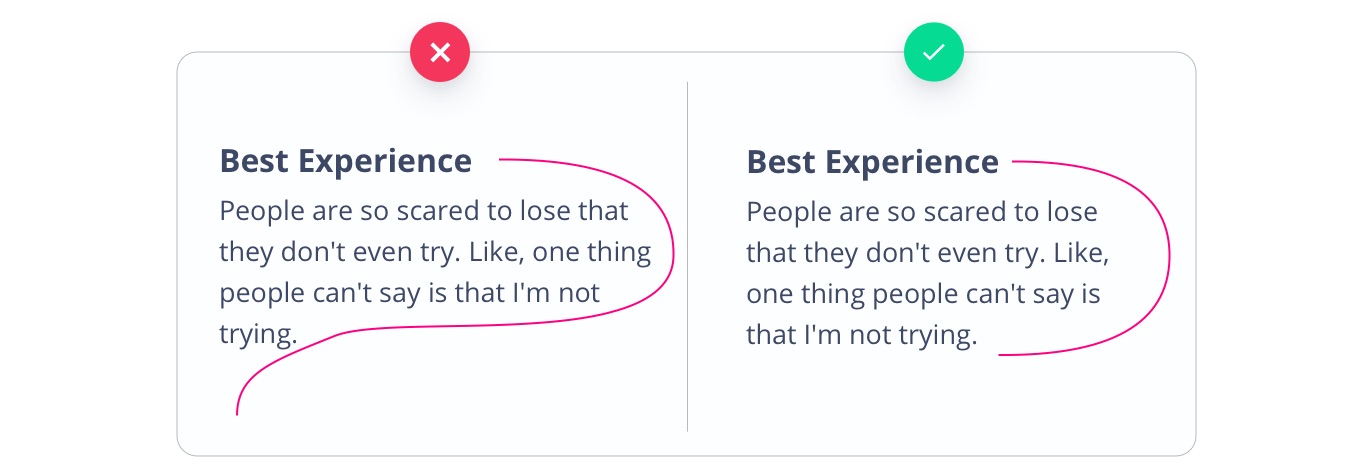 Best Experience
People are so scared to lose that
they don't even try. Like, one thing
people can't say is that I'm not
trying.
Best Experience
People are so scared to lose
that they don't even try. Like,
one thing people can't say is
that I'm not trying.